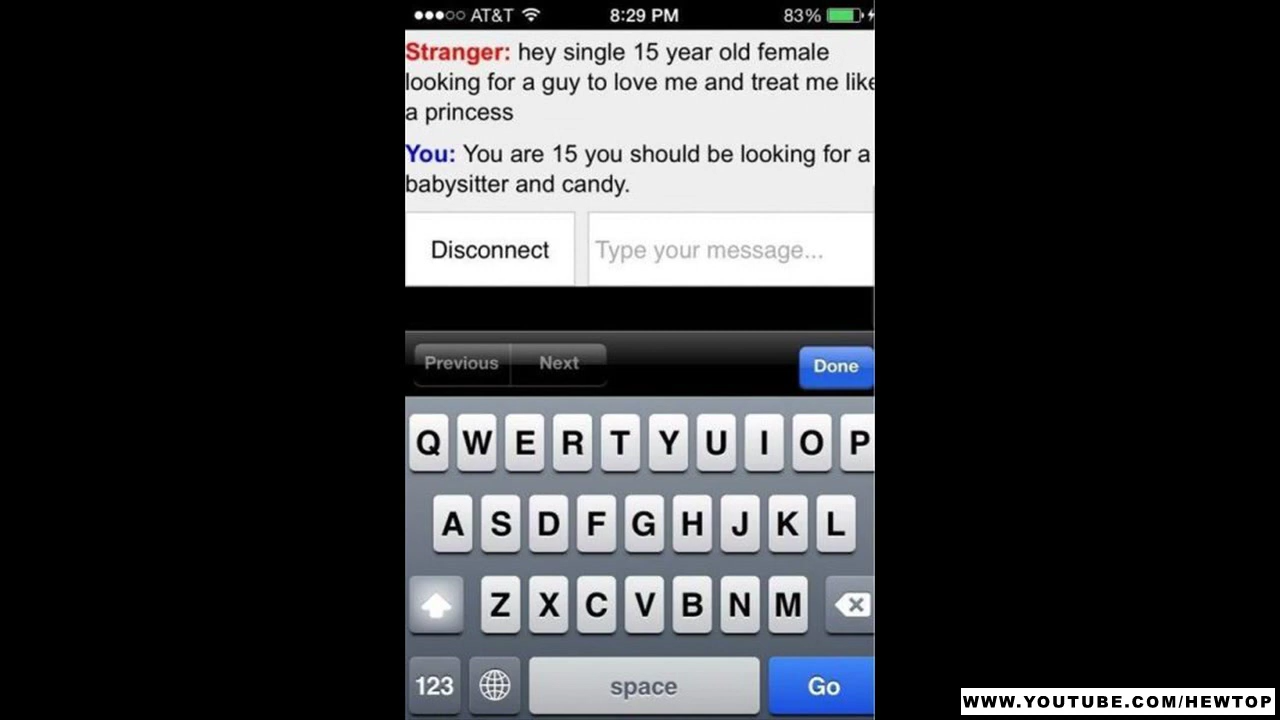 AT&T 8:29 PM 83%
Stranger: hey single 15 year old female
looking for a guy to love me and treat me like
a princess
You: You are 15 you should be looking for a
babysitter and candy.
Disconnect Type your message...
Previous Next Done
Q W E R T Y U I O P
A S D F G H J K L
Z X C V B N M
123 space Go
WWW.YOUTUBE.COM/HEWTOP